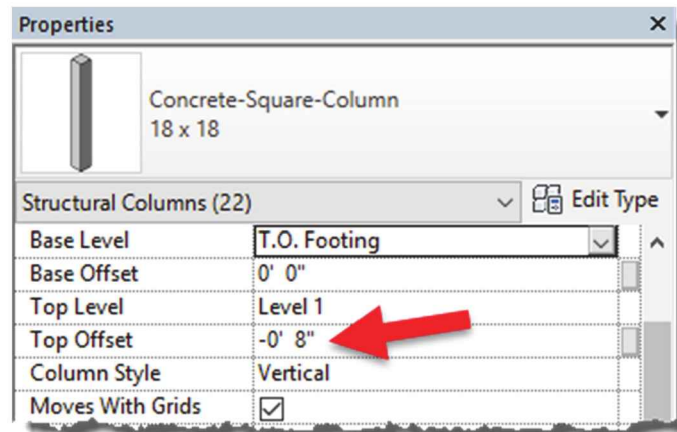 Properties
Concrete-Square-Column
18 x 18
Structural Columns (22) Edit Type
Base Level T.O. Footing
Base Offset 0' 0"
Top Level Level 1
Top Offset -0' 8"
Column Style Vertical
Moves With Grids